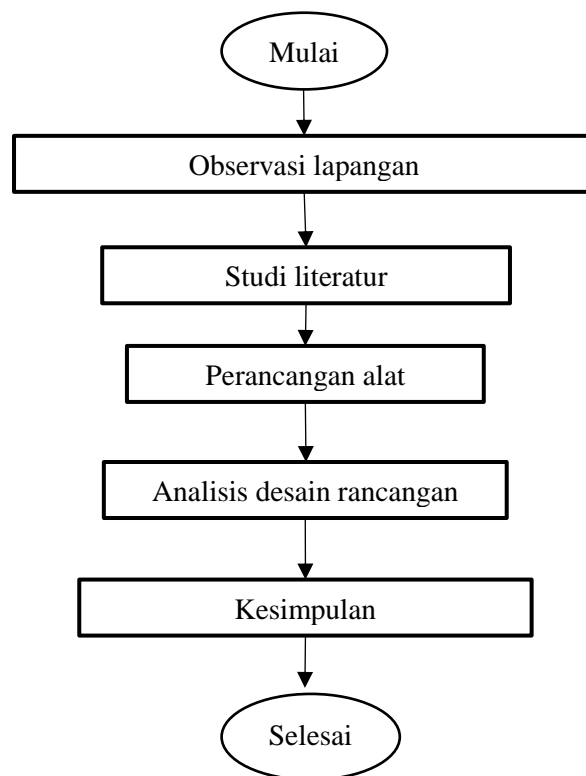 Mulai
Observasi lapangan
Studi literatur
Perancangan alat
Analisis desain rancangan
Kesimpulan
Selesai